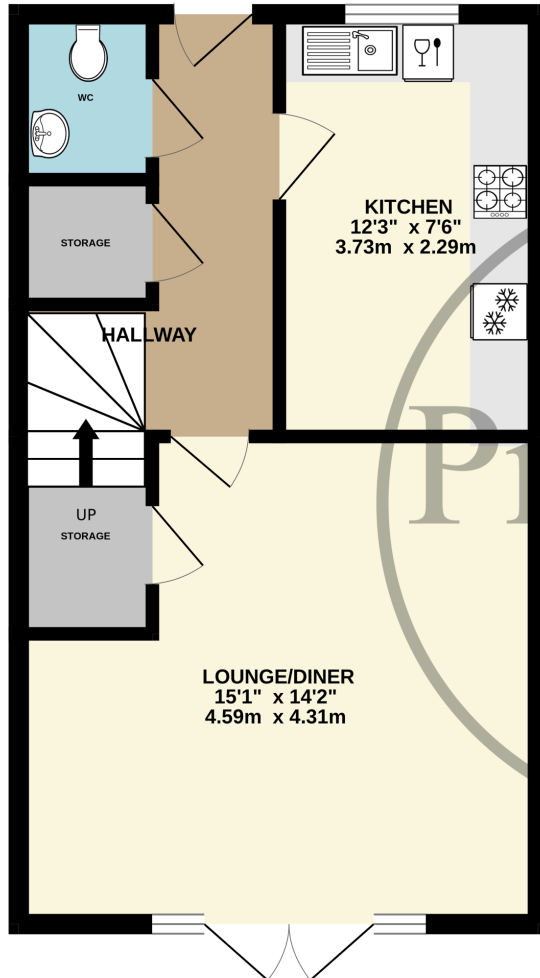 WC
KITCHEN
12'3" x 7'6"
3.73m x 2.29m
STORAGE
HALLWAY
UP
STORAGE
LOUNGE/DINER
15'1" x 14'2"
4.59m x 4.31m